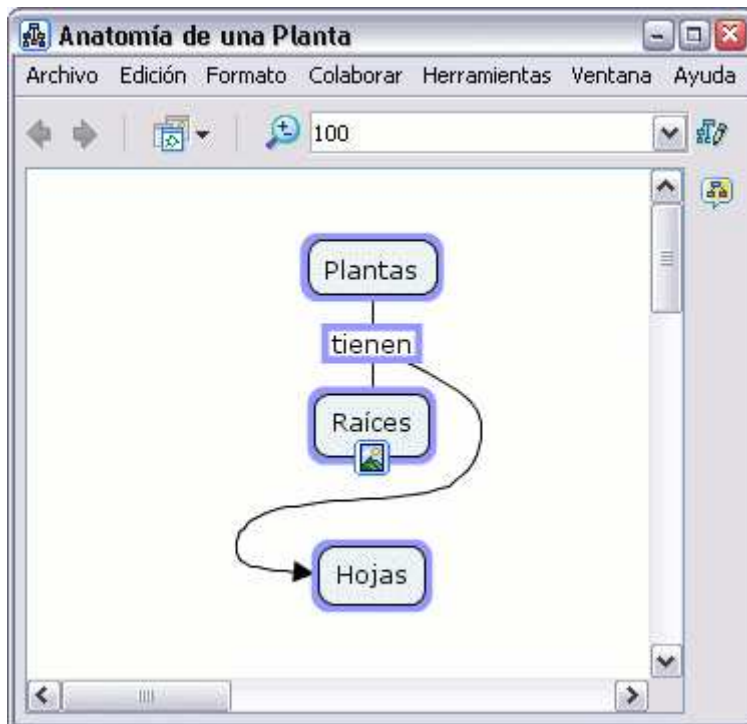 Anatomía de una Planta
Archivo Edición Formato Colaborar Herramientas Ventana Ayuda
100
Plantas
tienen
Raíces
Hojas